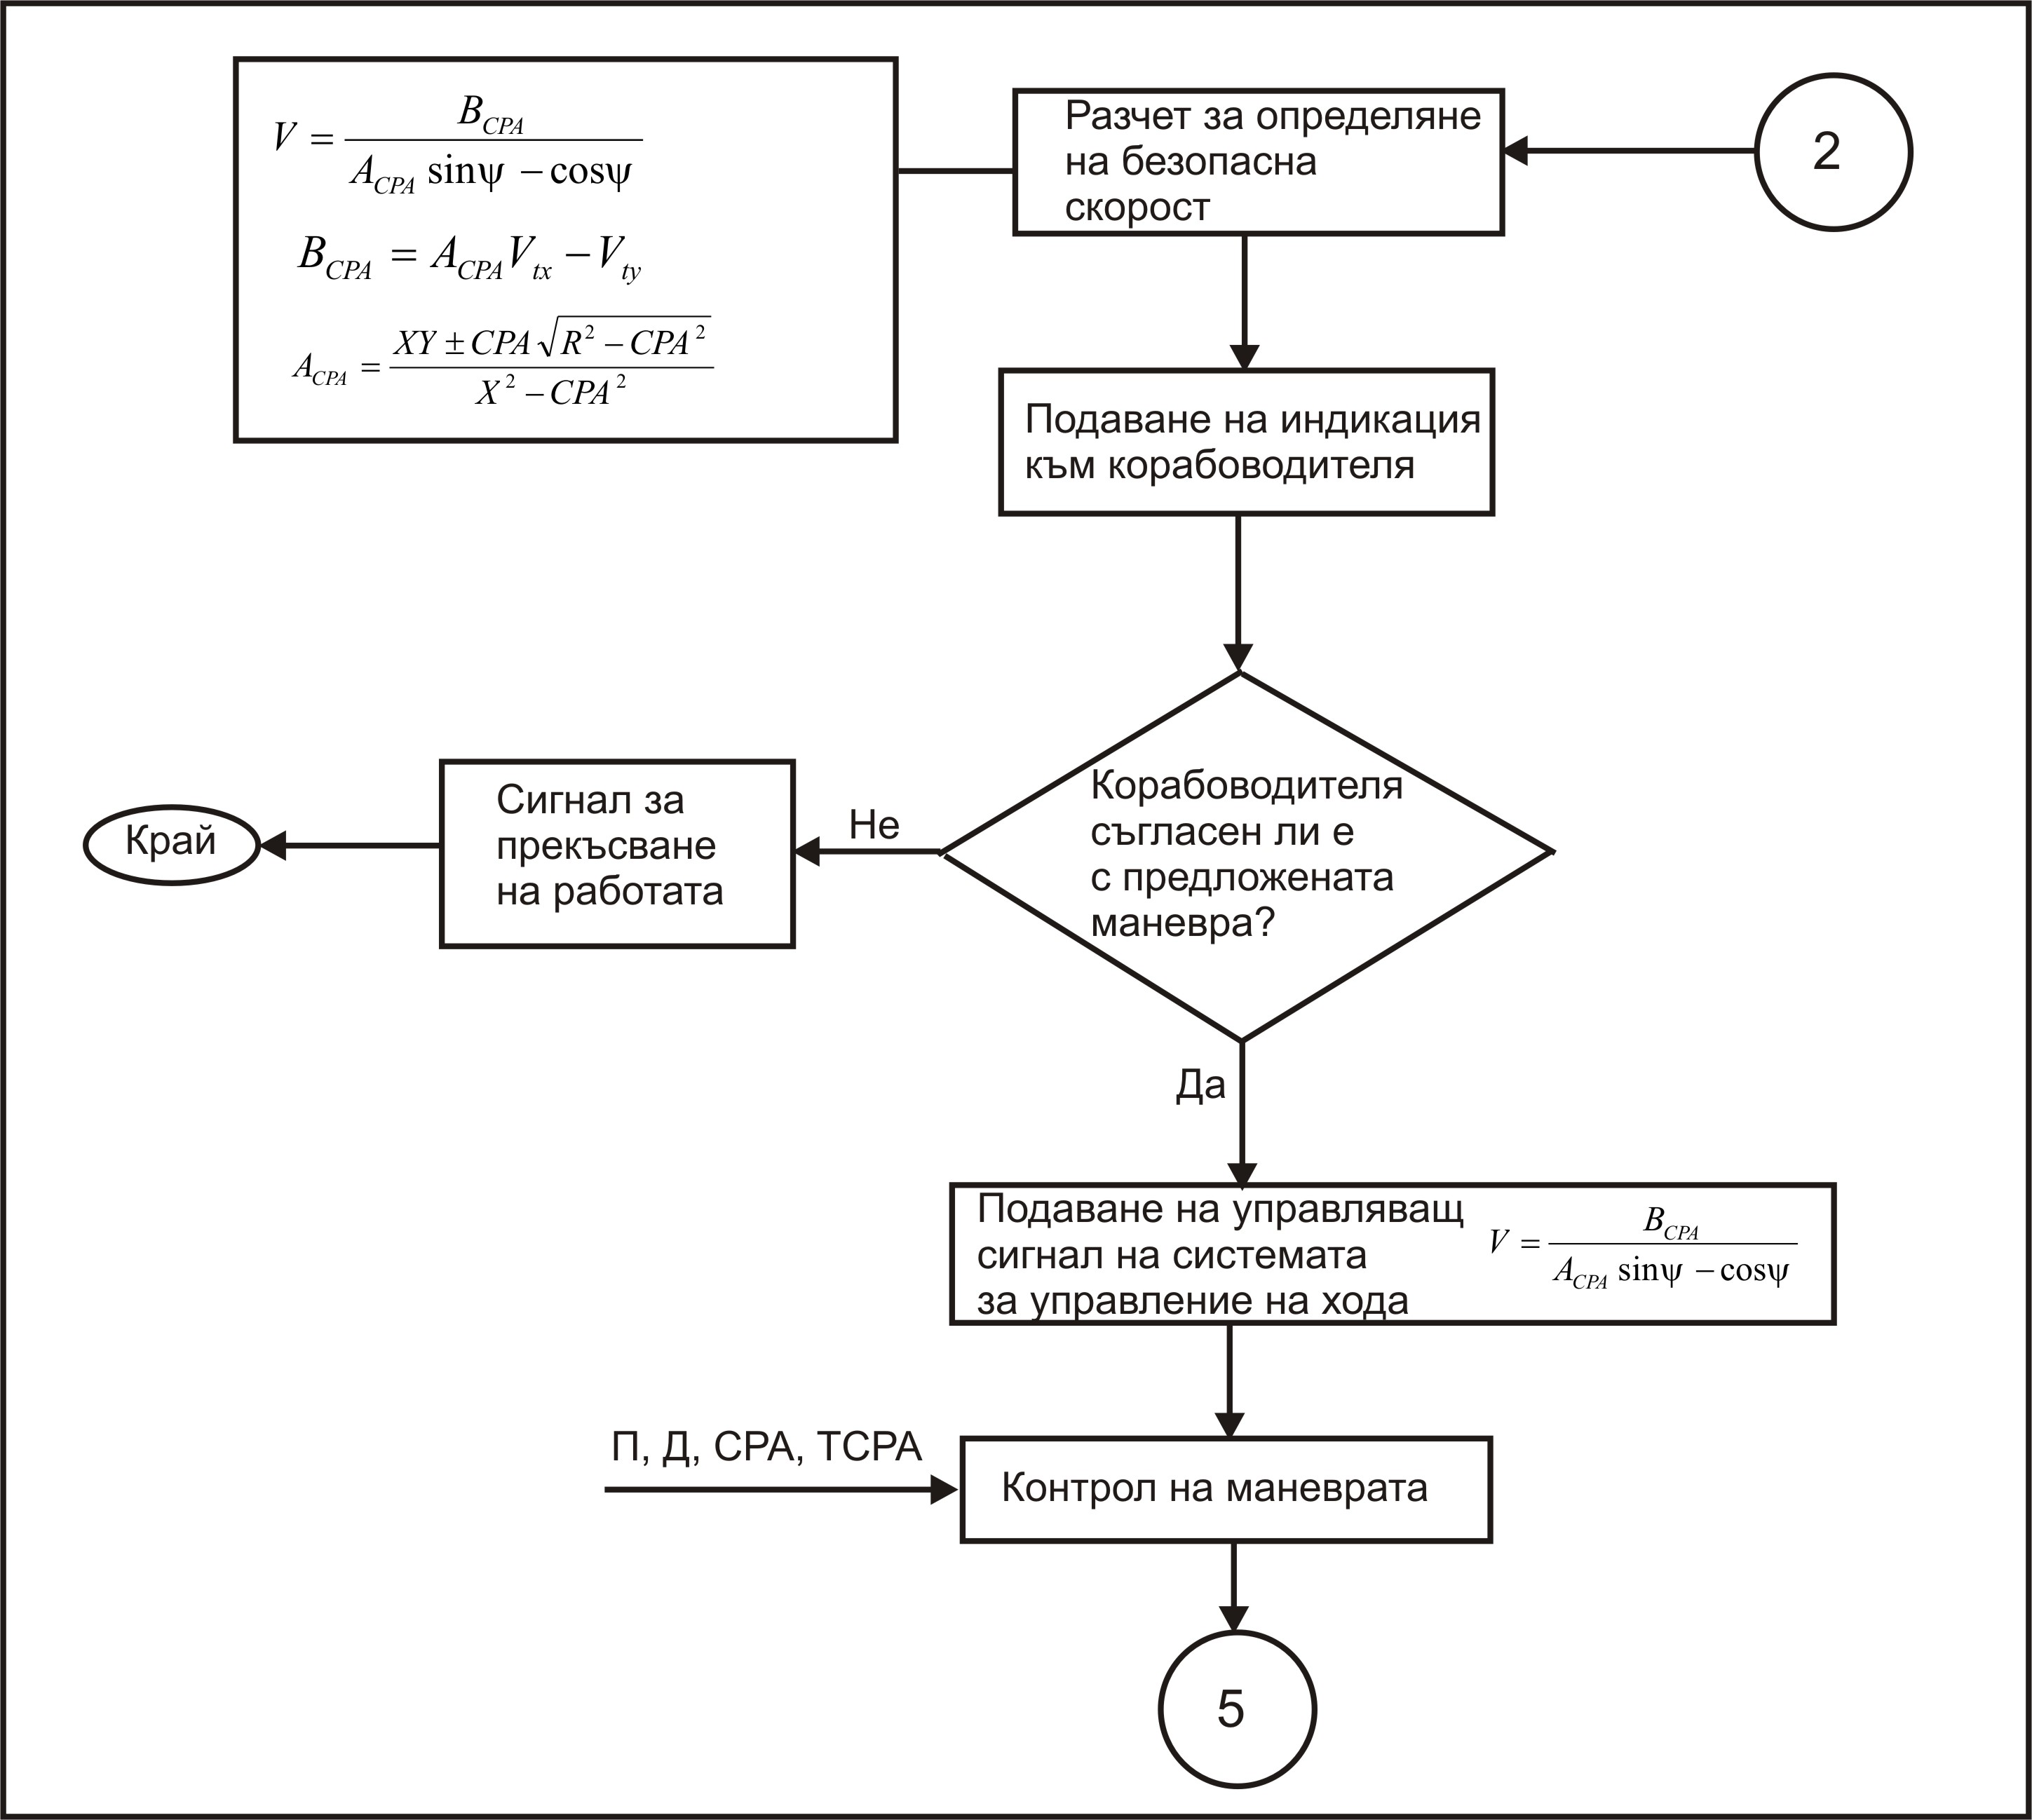 V = B_CPA / (A_CPA sinψ − cosψ)
B_CPA = A_CPA V_tx − V_ty
A_CPA = (XY ± CPA √(R² − CPA²)) / (X² − CPA²)
Разчет за определяне
на безопасна
скорост
2
Подаване на индикация
към корабоводителя
Корабоводителя
съгласен ли е
с предложената
маневра?
Не
Сигнал за
прекъсване
на работата
Край
Да
Подаване на управляващ
сигнал на системата
за управление на хода
V = B_CPA / (A_CPA sinψ − cosψ)
П, Д, CPA, TCPA
Контрол на маневрата
5